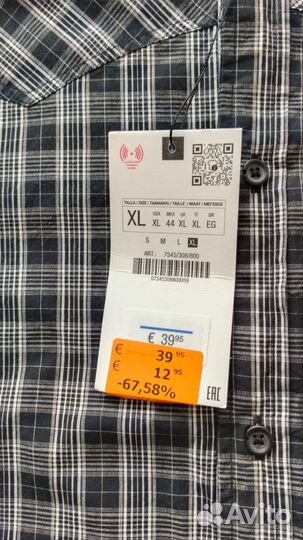 TALLA / SIZE / TAMANHO / TAILLE / MAAT / METSEIGE
XL
USA MEX UK IT BR
XL 44 XL XL EG
S M L XL
ART.: 7545/308/800
€ 39.95
€ 39.95
€ 12.95
-67,58%
EAC
Avito